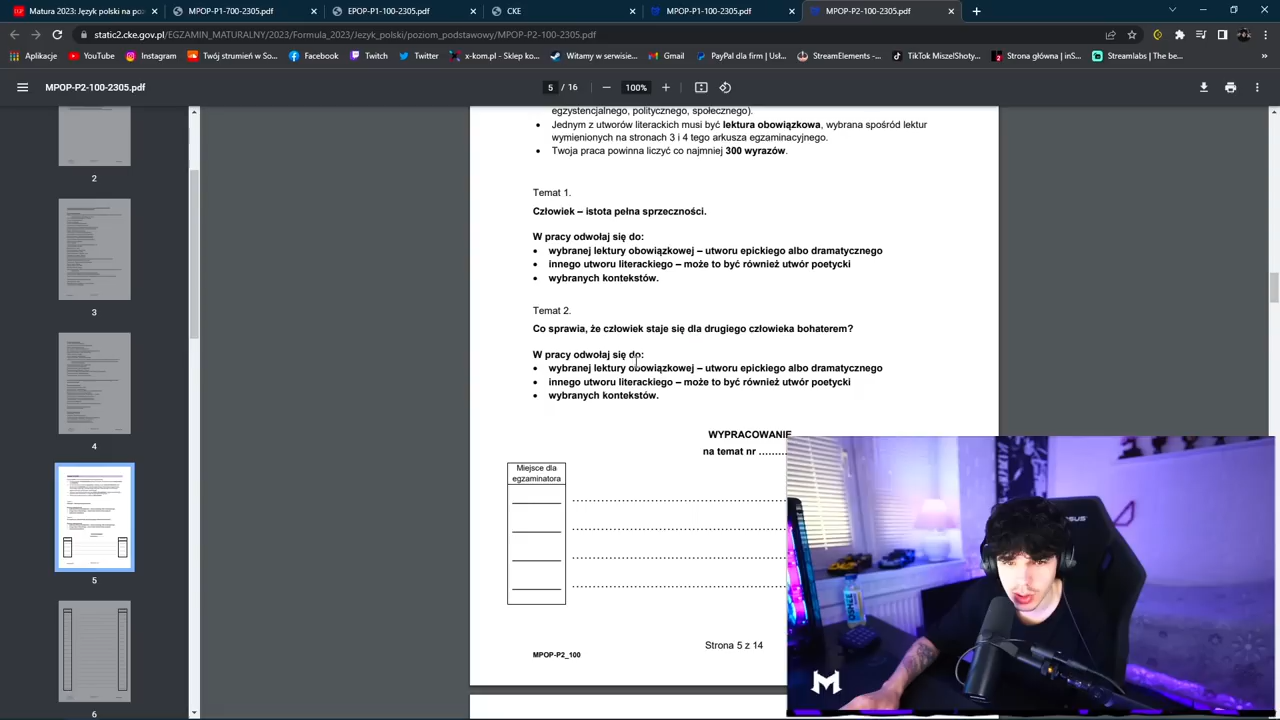 Matura 2023: Język polski na po
MPOP-P1-700-2305.pdf
EPOP-P1-100-2305.pdf
CKE
MPOP-P1-100-2305.pdf
MPOP-P2-100-2305.pdf
static2.cke.gov.pl/EGZAMIN_MATURALNY/2023/Formula_2023/Jezyk_polski/poziom_podstawowy/MPOP-P2-100-2305.pdf
Aplikacje YouTube Instagram Twój strumień w So... Facebook Twitch Twitter x-kom.pl - Sklep ko... Witamy w serwisie... Gmail PayPal dla firm | Usł... StreamElements -... TikTok MiszelShoty... Strona główna | inS... Streamlabs | The bes...
MPOP-P2-100-2305.pdf
5 / 16 100%
2
3
4
5
6
egzystencjalnego, politycznego, społecznego).
• Jednym z utworów literackich musi być lektura obowiązkowa, wybrana spośród lektur
wymienionych na stronach 3 i 4 tego arkusza egzaminacyjnego.
• Twoja praca powinna liczyć co najmniej 300 wyrazów.
Temat 1.
Człowiek – istota pełna sprzeczności.
W pracy odwołaj się do:
• wybranej lektury obowiązkowej – utworu epickiego albo dramatycznego
• innego utworu literackiego – może to być również utwór poetycki
• wybranych kontekstów.
Temat 2.
Co sprawia, że człowiek staje się dla drugiego człowieka bohaterem?
W pracy odwołaj się do:
• wybranej lektury obowiązkowej – utworu epickiego albo dramatycznego
• innego utworu literackiego – może to być również utwór poetycki
• wybranych kontekstów.
WYPRACOWANIE
na temat nr ........
Miejsce dla
egzaminatora
Strona 5 z 14
MPOP-P2_100
M